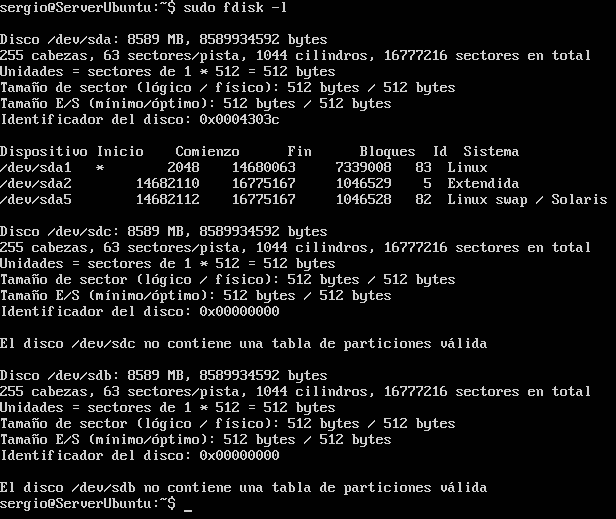 sergio@ServerUbuntu:~$ sudo fdisk -l
Disco /dev/sda: 8589 MB, 8589934592 bytes
255 cabezas, 63 sectores/pista, 1044 cilindros, 16777216 sectores en total
Unidades = sectores de 1 * 512 = 512 bytes
Tamaño de sector (lógico / físico): 512 bytes / 512 bytes
Tamaño E/S (mínimo/óptimo): 512 bytes / 512 bytes
Identificador del disco: 0x0004303c
Dispositivo Inicio    Comienzo      Fin      Bloques  Id  Sistema
/dev/sda1   *        2048    14680063     7339008   83  Linux
/dev/sda2        14682110    16775167     1046529    5  Extendida
/dev/sda5        14682112    16775167     1046528   82  Linux swap / Solaris
Disco /dev/sdc: 8589 MB, 8589934592 bytes
255 cabezas, 63 sectores/pista, 1044 cilindros, 16777216 sectores en total
Unidades = sectores de 1 * 512 = 512 bytes
Tamaño de sector (lógico / físico): 512 bytes / 512 bytes
Tamaño E/S (mínimo/óptimo): 512 bytes / 512 bytes
Identificador del disco: 0x00000000
El disco /dev/sdc no contiene una tabla de particiones válida
Disco /dev/sdb: 8589 MB, 8589934592 bytes
255 cabezas, 63 sectores/pista, 1044 cilindros, 16777216 sectores en total
Unidades = sectores de 1 * 512 = 512 bytes
Tamaño de sector (lógico / físico): 512 bytes / 512 bytes
Tamaño E/S (mínimo/óptimo): 512 bytes / 512 bytes
Identificador del disco: 0x00000000
El disco /dev/sdb no contiene una tabla de particiones válida
sergio@ServerUbuntu:~$ _